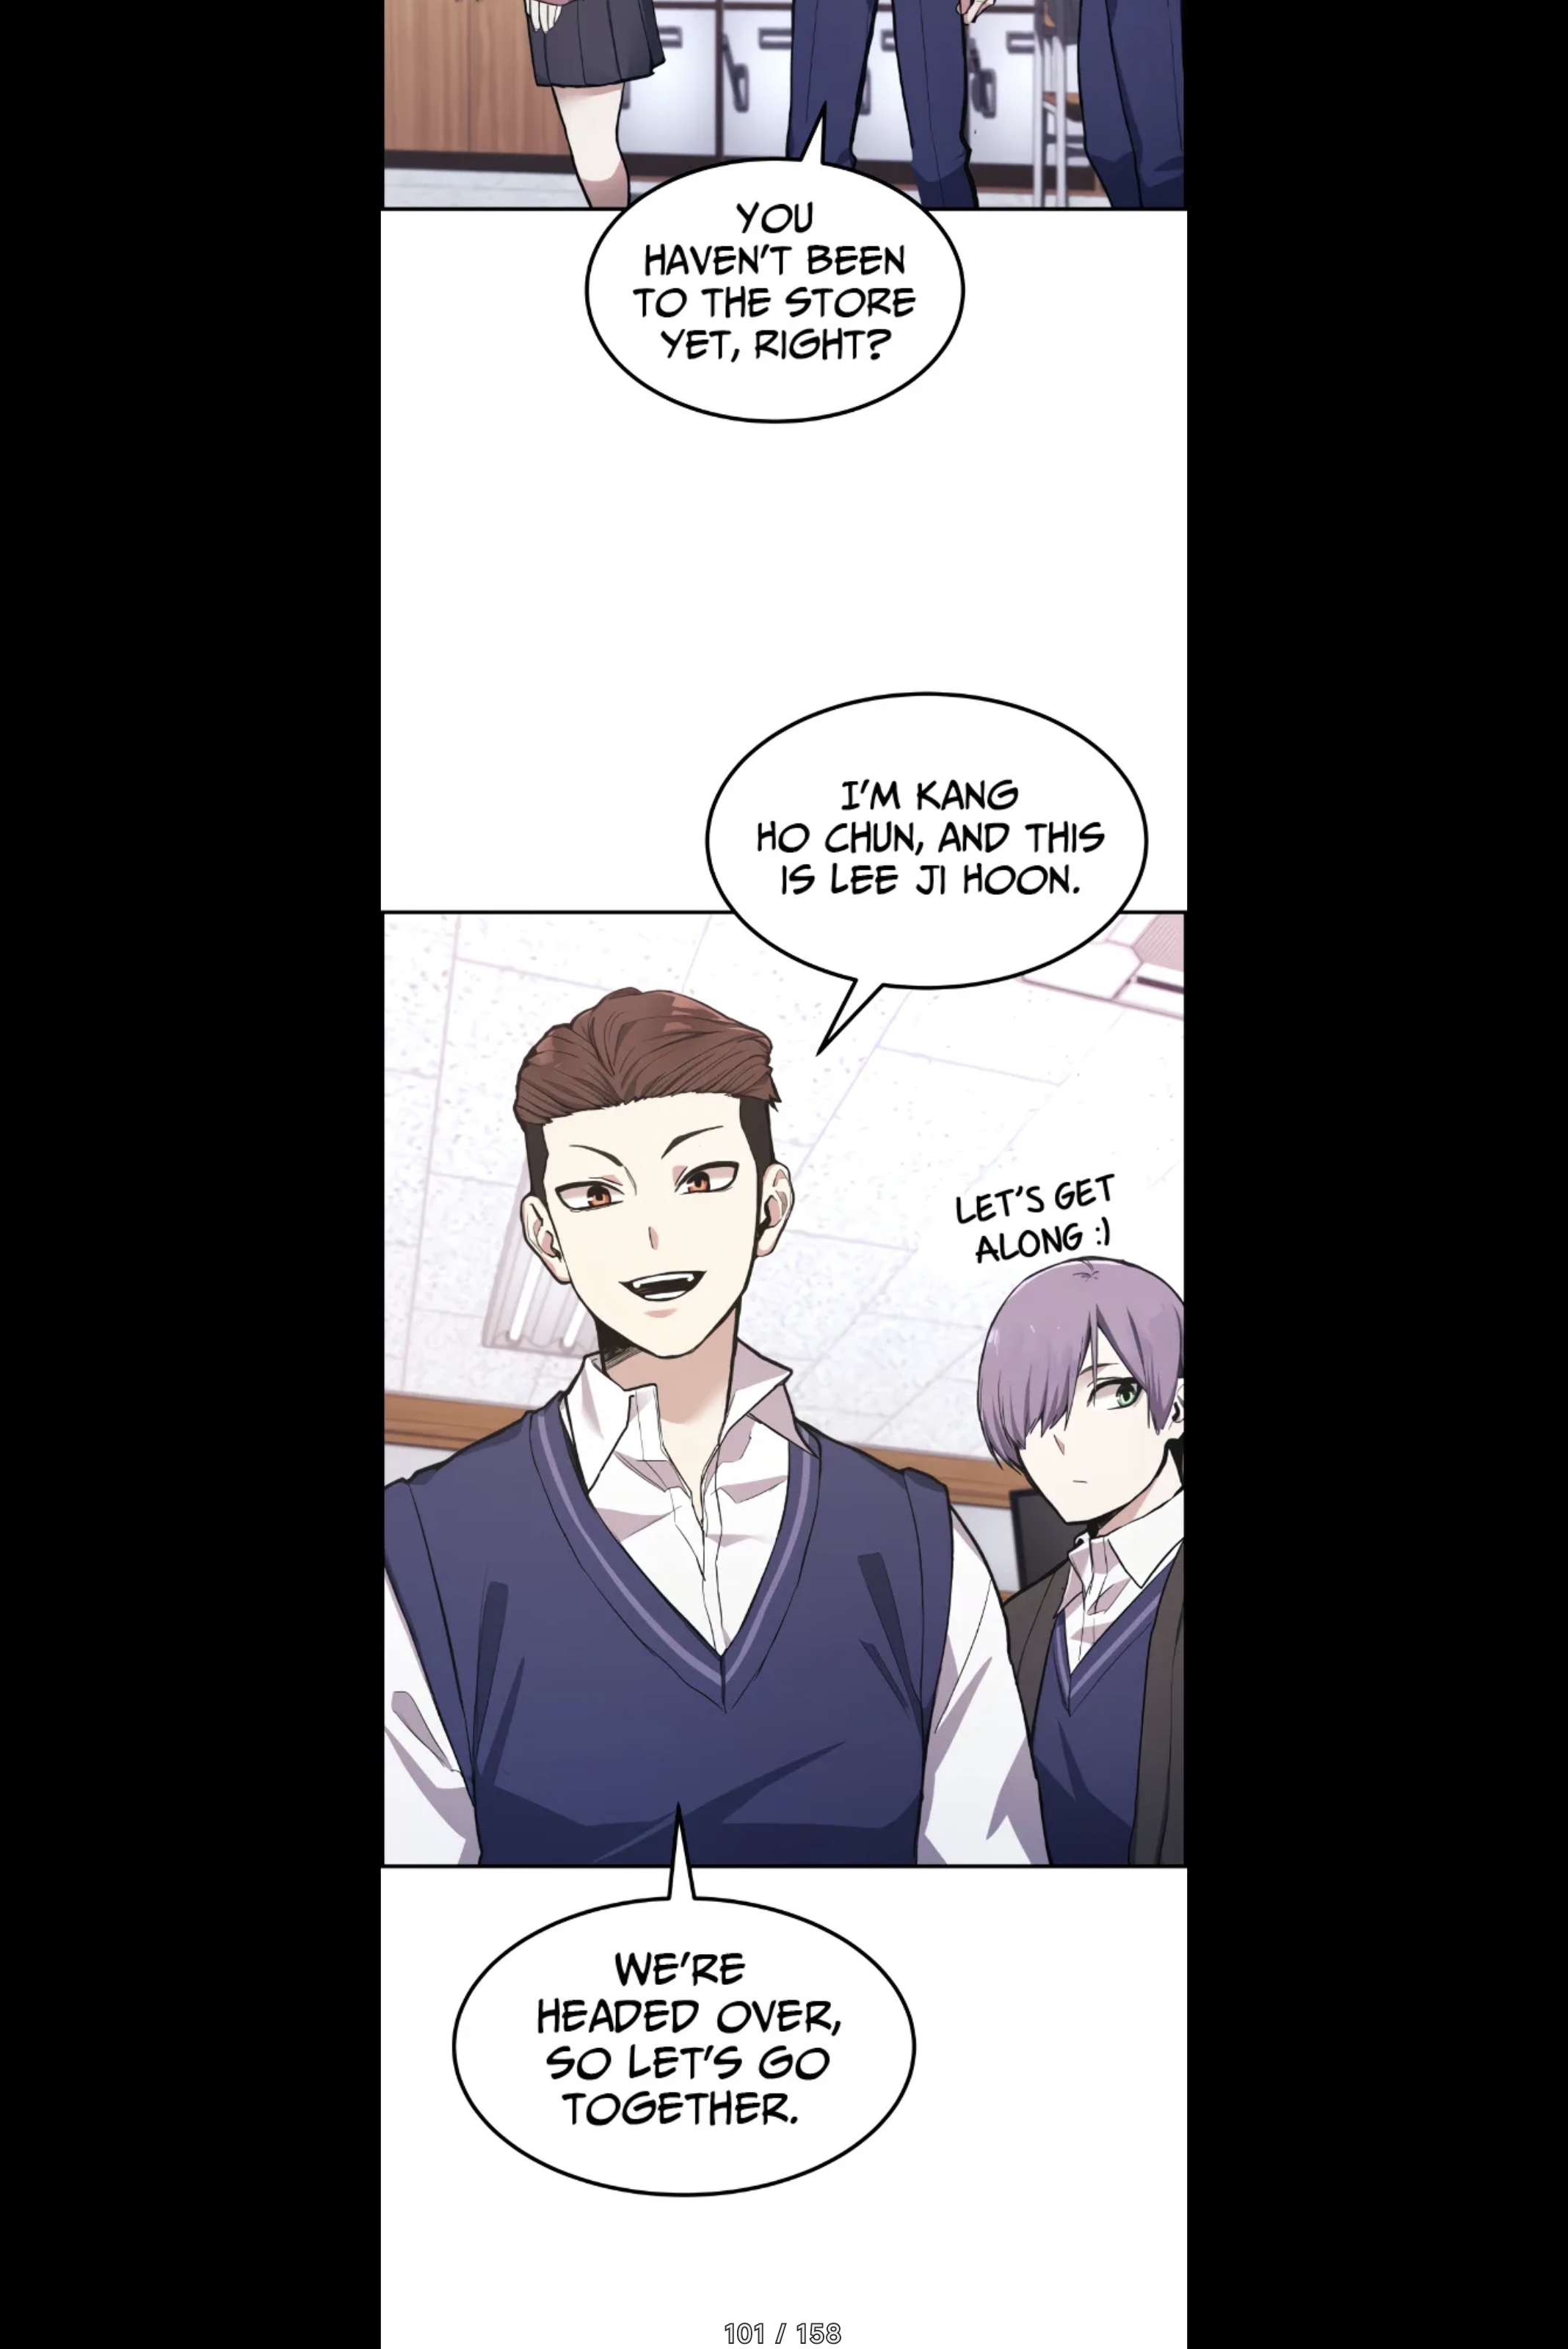 YOU
HAVEN'T BEEN
TO THE STORE
YET, RIGHT?
I'M KANG
HO CHUN, AND THIS
IS LEE JI HOON.
LET'S GET
ALONG :)
WE'RE
HEADED OVER,
SO LET'S GO
TOGETHER.
101 / 158